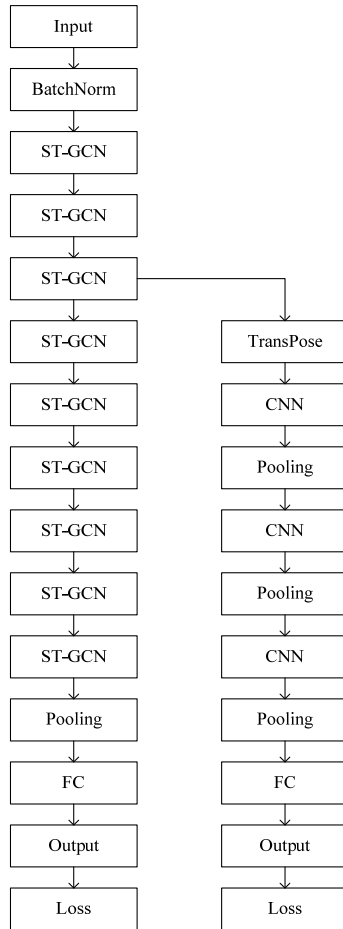 Input
BatchNorm
ST-GCN
ST-GCN
ST-GCN
ST-GCN
ST-GCN
ST-GCN
ST-GCN
ST-GCN
ST-GCN
Pooling
FC
Output
Loss
TransPose
CNN
Pooling
CNN
Pooling
CNN
Pooling
FC
Output
Loss